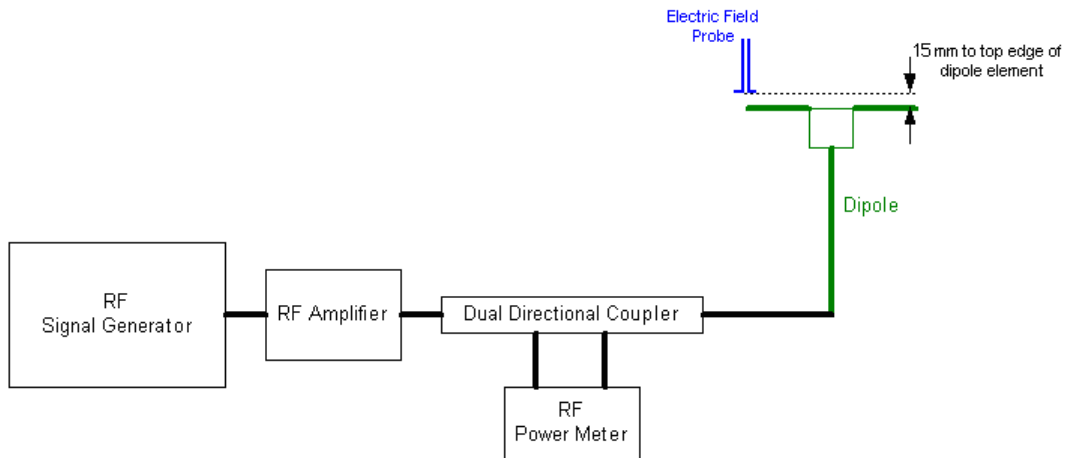 Electric Field
Probe
15 mm to top edge of
dipole element
Dipole
RF
Signal Generator
RF Amplifier
Dual Directional Coupler
RF
Power Meter